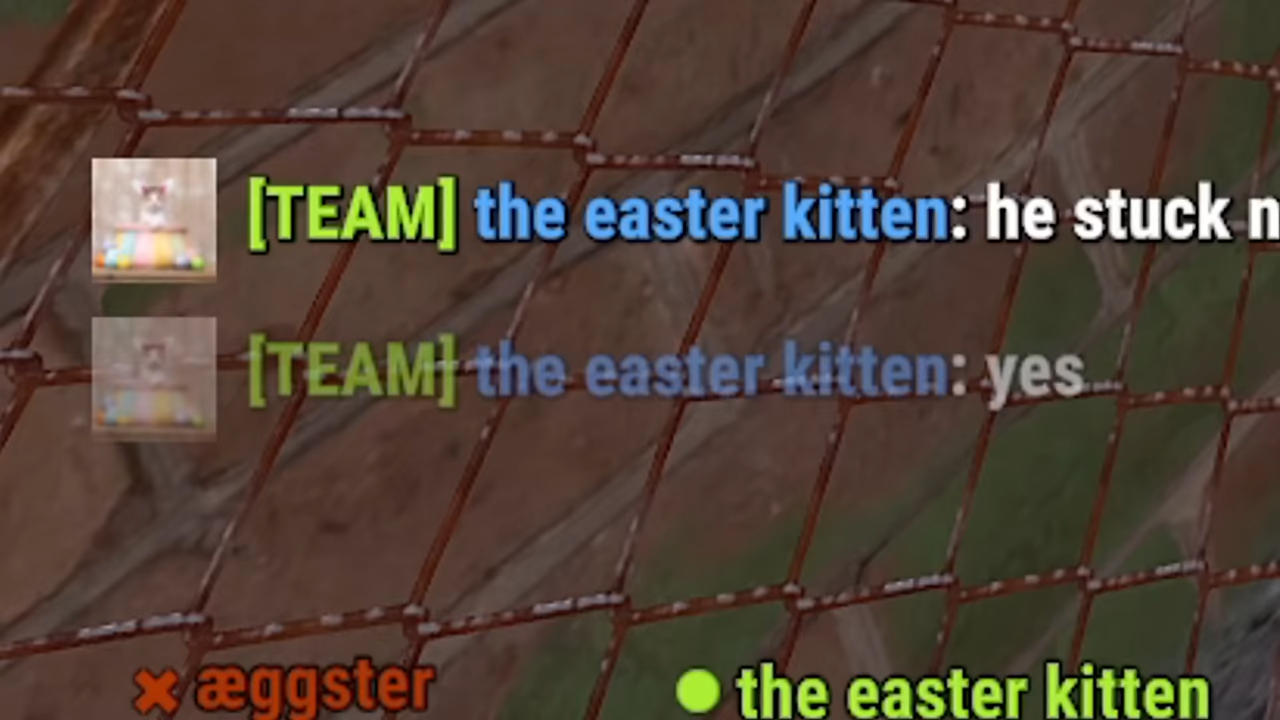 [TEAM] the easter kitten: he stuck
[TEAM] the easter kitten: yes
æggster the easter kitten